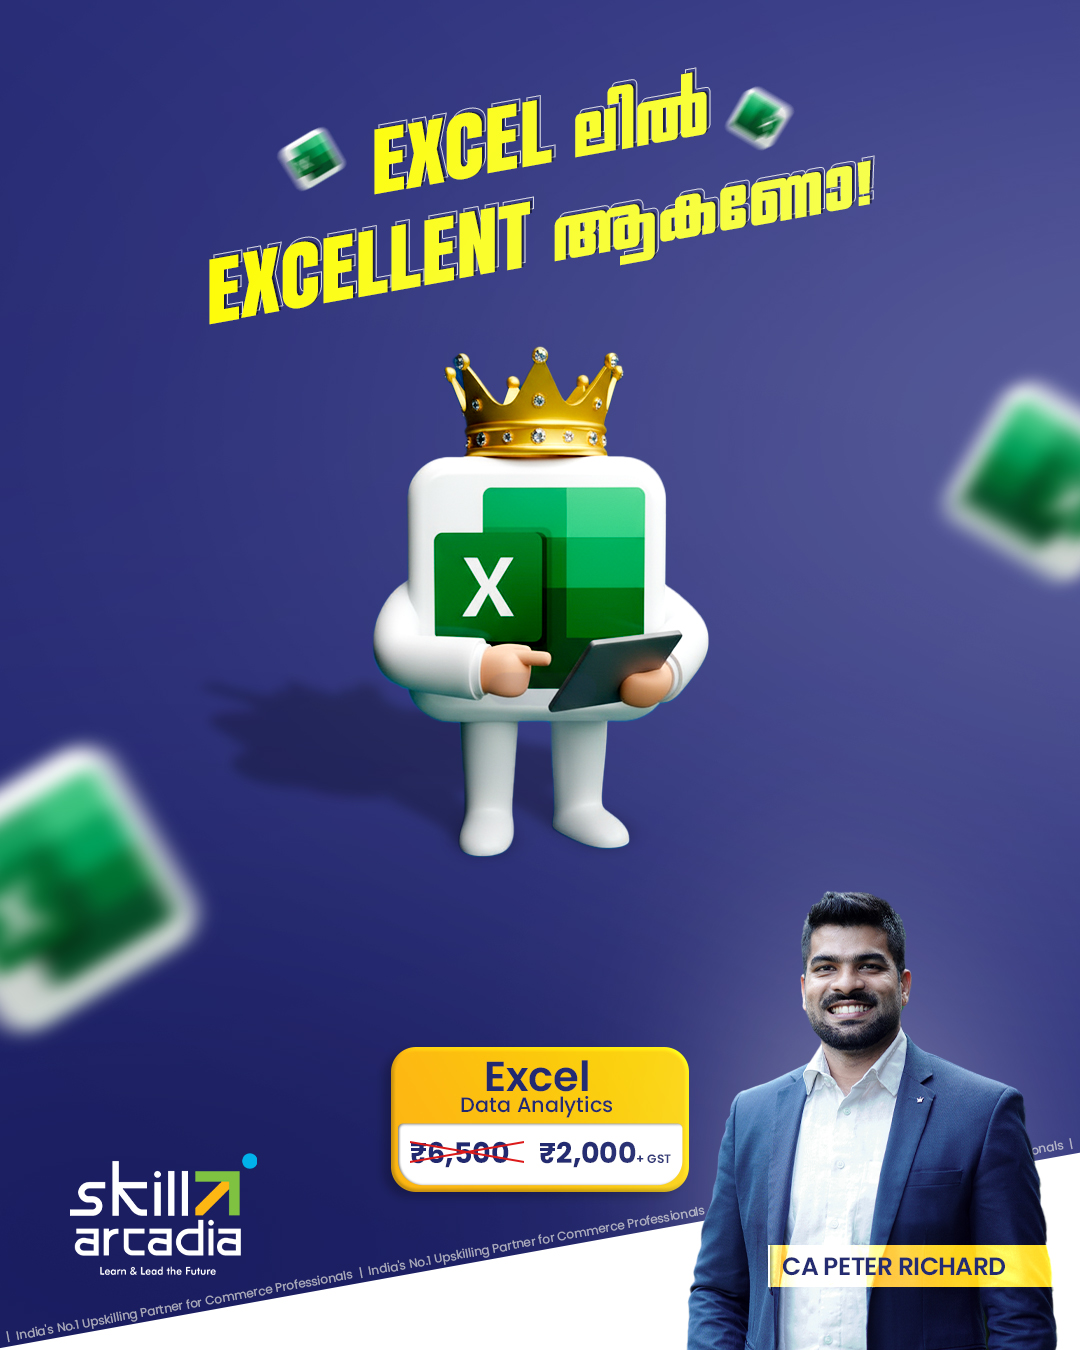 EXCEL ലിൽ
EXCELLENT ആകണോ!
X
Excel
Data Analytics
₹6,500 ₹2,000 + GST
skill
arcadia
Learn & Lead the Future
| India's No.1 Upskilling Partner for Commerce Professionals | India's No.1 Upskilling Partner for Commerce Professionals
onals |
CA PETER RICHARD